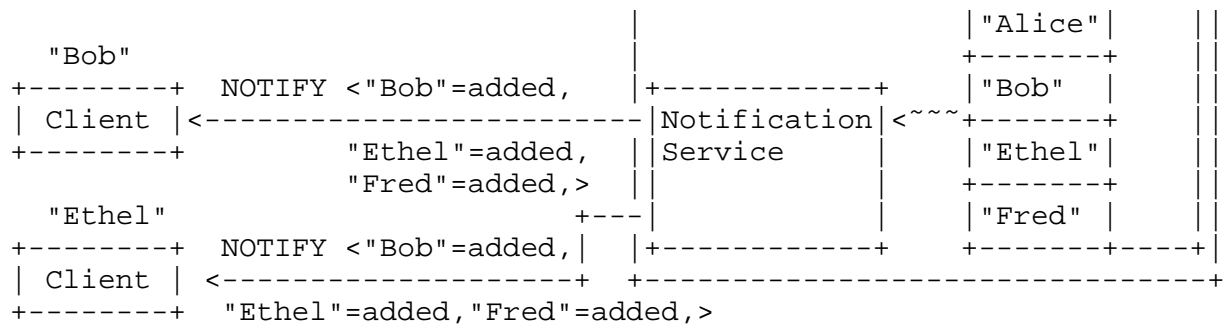 "Alice"
"Bob"
NOTIFY <"Bob"=added, "Bob"
Client Notification
"Ethel"=added, Service "Ethel"
"Fred"=added,>
"Ethel" "Fred"
NOTIFY <"Bob"=added,
Client
"Ethel"=added,"Fred"=added,>